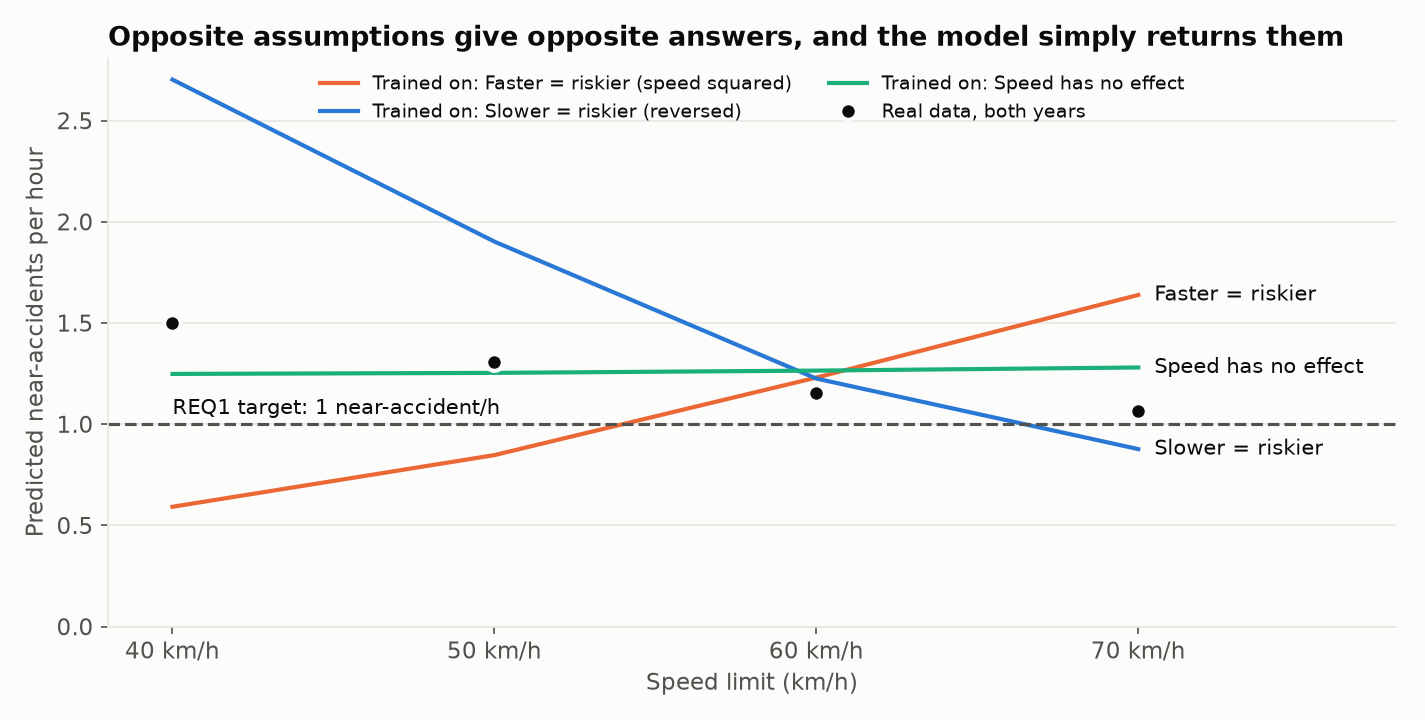 Opposite assumptions give opposite answers, and the model simply returns them
Trained on: Faster = riskier (speed squared)
Trained on: Slower = riskier (reversed)
Trained on: Speed has no effect
Real data, both years
Predicted near-accidents per hour
2.5
2.0
1.5
1.0
0.5
0.0
REQ1 target: 1 near-accident/h
Faster = riskier
Speed has no effect
Slower = riskier
40 km/h
50 km/h
60 km/h
70 km/h
Speed limit (km/h)